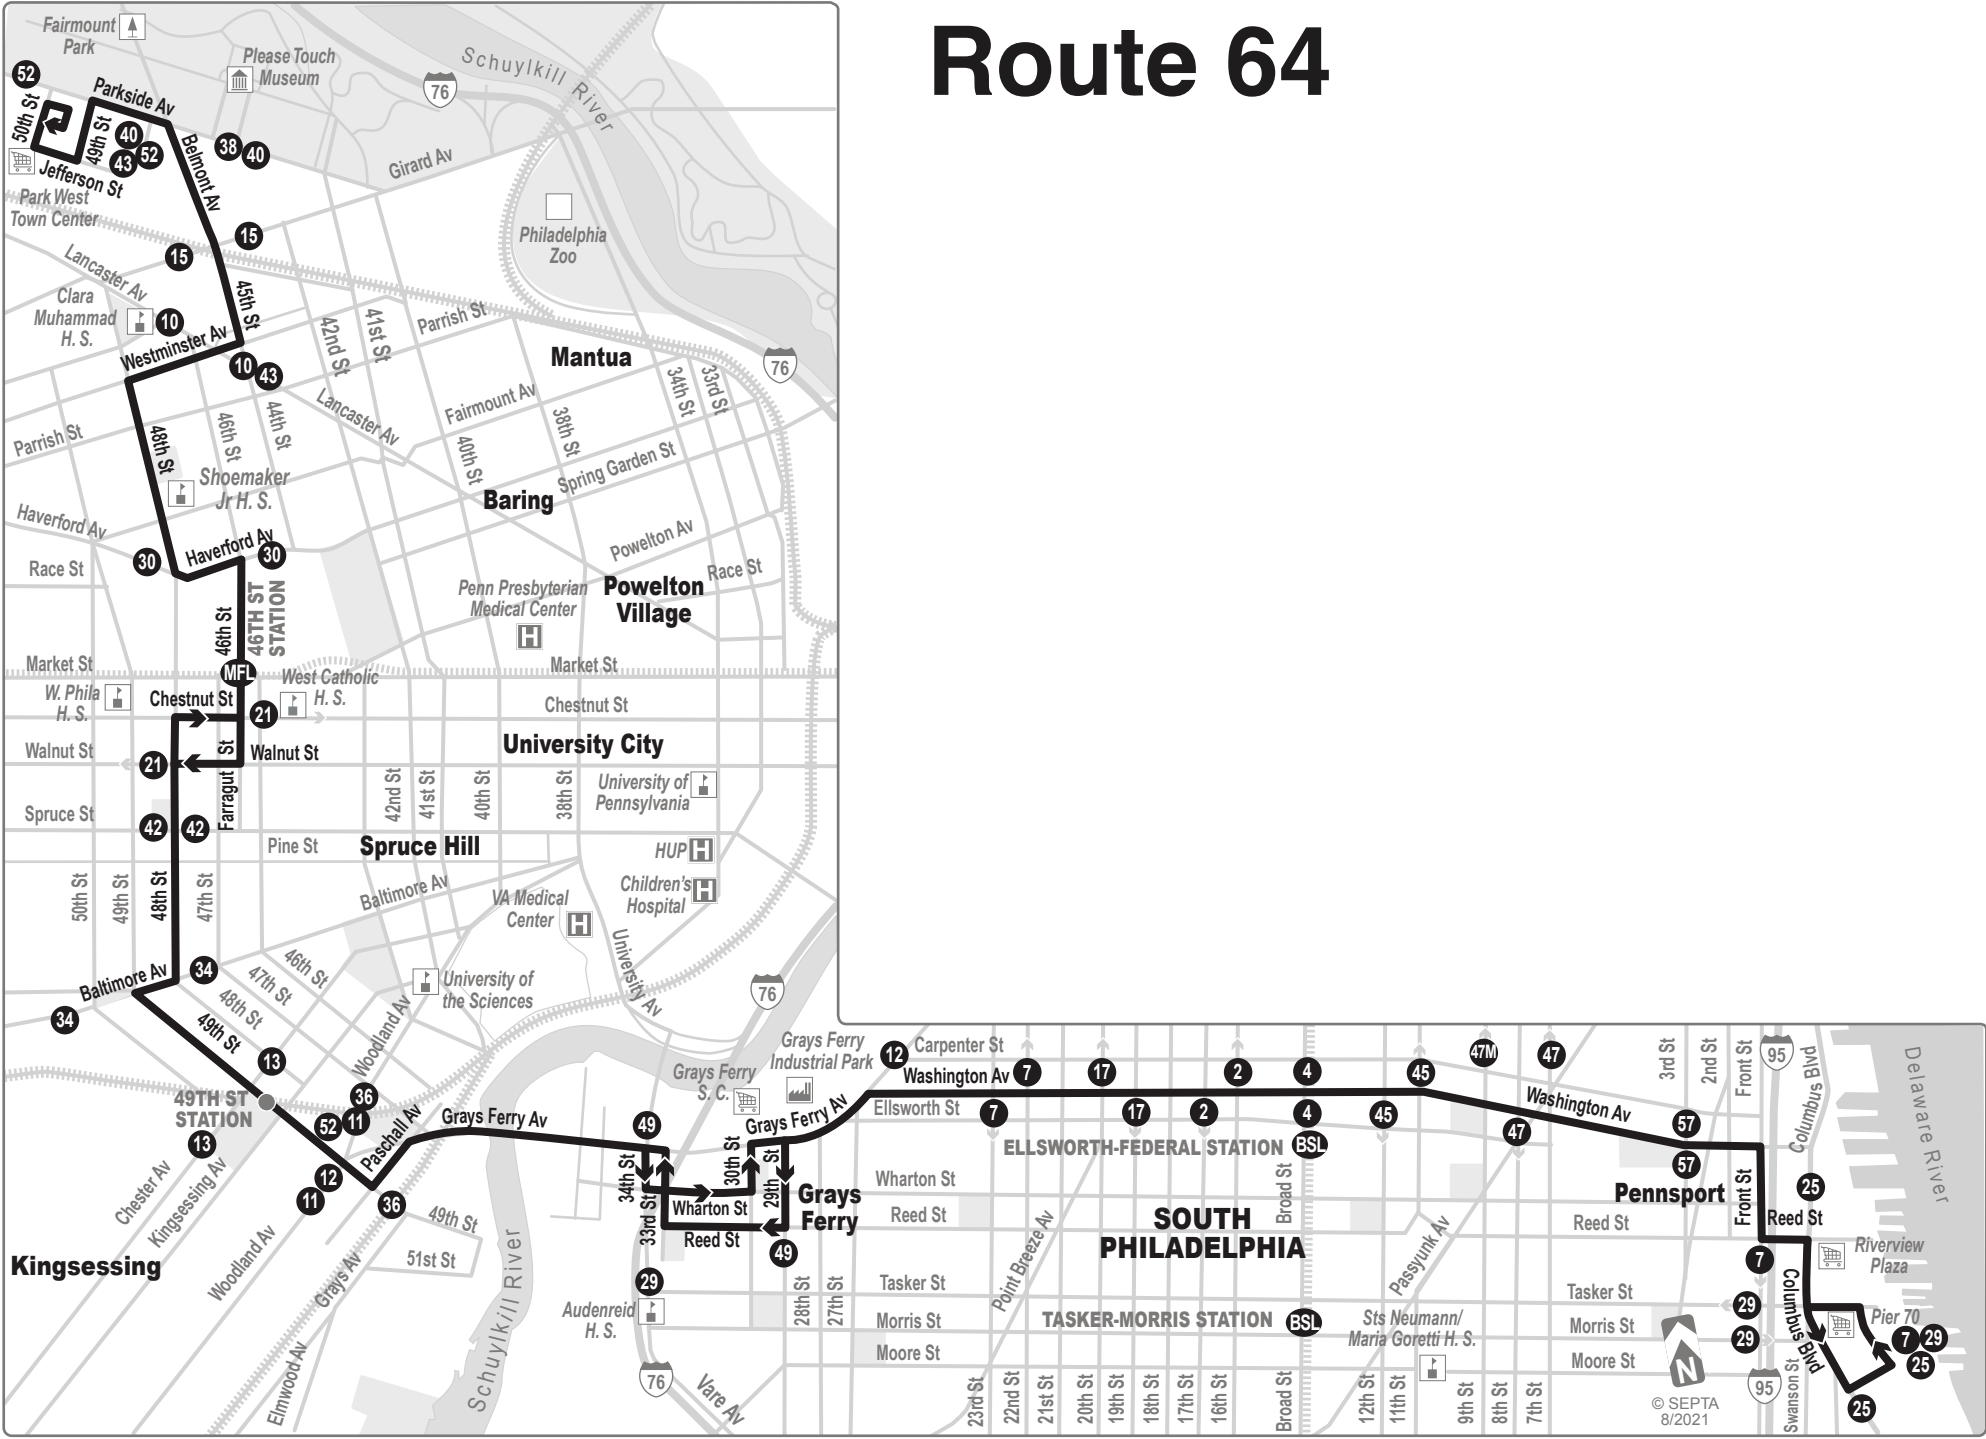 Route 64
Fairmount
Park
Please Touch
Museum
Schuylkill River
76
52
Parkside Av
50th St
49th St
40
43
52
38
40
Belmont Av
Jefferson St
Girard Av
Park West
Town Center
Philadelphia
Zoo
15
15
Lancaster Av
45th St
Clara
Muhammad
H. S.
10
Westminster Av
10
43
42nd St
41st St
Parrish St
Mantua
76
34th St
33rd St
Lancaster Av
Fairmount Av
38th St
40th St
Parrish St
48th St
46th St
44th St
Spring Garden St
Shoemaker
Jr H. S.
Baring
Haverford Av
Haverford Av
30
30
Powelton Av
Race St
Race St
Penn Presbyterian
Medical Center
H
Powelton
Village
46th St
46TH ST
STATION
Market St
MFL
Market St
W. Phila
H. S.
Chestnut St
West Catholic
H. S.
21
Chestnut St
Walnut St
21
Farragut St
Walnut St
University City
42nd St
41st St
40th St
38th St
University of
Pennsylvania
Spruce St
42
42
Pine St
Spruce Hill
HUP
H
Children's
Hospital
H
50th St
49th St
48th St
47th St
Baltimore Av
VA Medical
Center
H
University Av
Baltimore Av
34
34
46th St
47th St
48th St
49th St
University of
the Sciences
Woodland Av
76
13
49TH ST
STATION
13
36
52
11
Paschall Av
Grays Ferry Av
12
11
36
Chester Av
Kingsessing Av
Woodland Av
49th St
51st St
Grays Av
Elmwood Av
Kingsessing
Schuylkill River
Grays Ferry
S. C.
Grays Ferry
Industrial Park
49
34th St
33rd St
30th St
29th St
Grays Ferry Av
Wharton St
Reed St
Grays
Ferry
49
29
Audenreid
H. S.
76
Vare Av
28th St
27th St
12
Carpenter St
Washington Av
7
17
2
4
45
47M
47
Ellsworth St
7
17
2
4
45
47
Washington Av
ELLSWORTH-FEDERAL STATION
BSL
Wharton St
Reed St
SOUTH
PHILADELPHIA
Broad St
Point Breeze Av
Passyunk Av
Tasker St
TASKER-MORRIS STATION
BSL
Morris St
Moore St
Sts Neumann/
Maria Goretti H. S.
23rd St
22nd St
21st St
20th St
19th St
18th St
17th St
16th St
Broad St
12th St
11th St
9th St
8th St
7th St
3rd St
2nd St
Front St
95
Columbus Blvd
Delaware River
57
57
Pennsport
Front St
25
Reed St
Reed St
Riverview
Plaza
7
Tasker St
29
Morris St
29
Moore St
Columbus Blvd
Pier 70
7
29
25
25
N
95
Swanson St
© SEPTA
8/2021